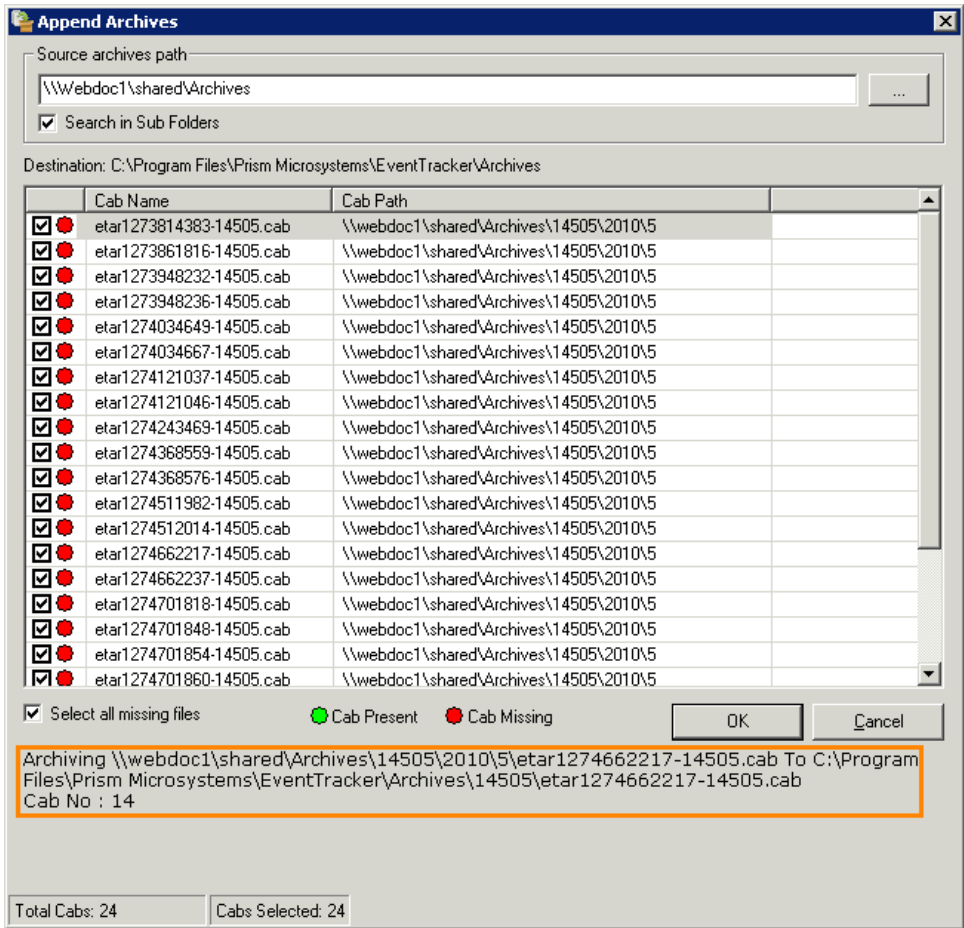 Append Archives
Source archives path
\\Webdoc1\shared\Archives
...
Search in Sub Folders
Destination: C:\Program Files\Prism Microsystems\EventTracker\Archives
Cab Name Cab Path
etar1273814383-14505.cab \\webdoc1\shared\Archives\14505\2010\5
etar1273861816-14505.cab \\webdoc1\shared\Archives\14505\2010\5
etar1273948232-14505.cab \\webdoc1\shared\Archives\14505\2010\5
etar1273948236-14505.cab \\webdoc1\shared\Archives\14505\2010\5
etar1274034649-14505.cab \\webdoc1\shared\Archives\14505\2010\5
etar1274034667-14505.cab \\webdoc1\shared\Archives\14505\2010\5
etar1274121037-14505.cab \\webdoc1\shared\Archives\14505\2010\5
etar1274121046-14505.cab \\webdoc1\shared\Archives\14505\2010\5
etar1274243469-14505.cab \\webdoc1\shared\Archives\14505\2010\5
etar1274368559-14505.cab \\webdoc1\shared\Archives\14505\2010\5
etar1274368576-14505.cab \\webdoc1\shared\Archives\14505\2010\5
etar1274511982-14505.cab \\webdoc1\shared\Archives\14505\2010\5
etar1274512014-14505.cab \\webdoc1\shared\Archives\14505\2010\5
etar1274662217-14505.cab \\webdoc1\shared\Archives\14505\2010\5
etar1274662237-14505.cab \\webdoc1\shared\Archives\14505\2010\5
etar1274701818-14505.cab \\webdoc1\shared\Archives\14505\2010\5
etar1274701848-14505.cab \\webdoc1\shared\Archives\14505\2010\5
etar1274701854-14505.cab \\webdoc1\shared\Archives\14505\2010\5
etar1274701860-14505.cab \\webdoc1\shared\Archives\14505\2010\5
Select all missing files Cab Present Cab Missing OK Cancel
Archiving \\webdoc1\shared\Archives\14505\2010\5\etar1274662217-14505.cab To C:\Program
Files\Prism Microsystems\EventTracker\Archives\14505\etar1274662217-14505.cab
Cab No : 14
Total Cabs: 24 Cabs Selected: 24